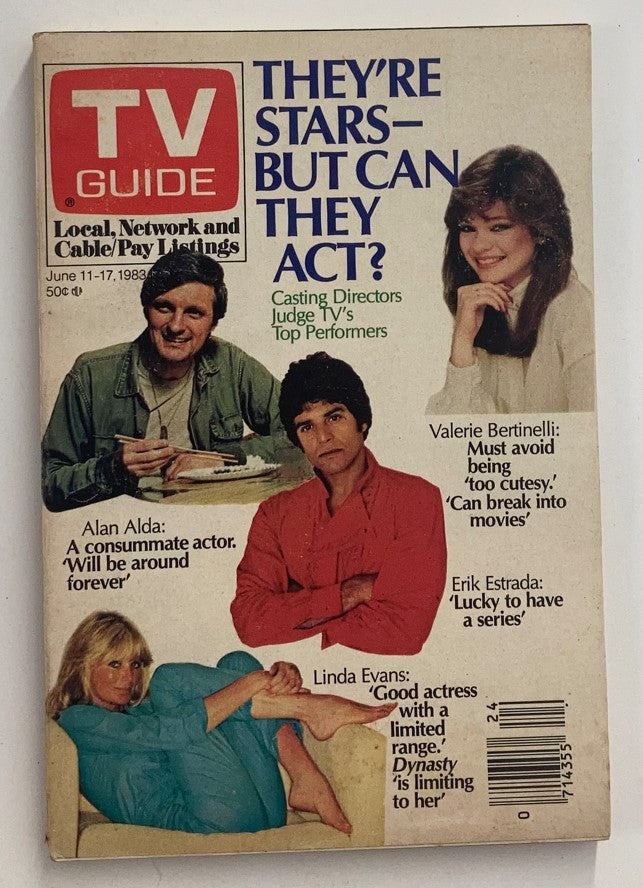 TV
GUIDE
®
Local, Network and
Cable/Pay Listings
June 11-17, 1983
50¢
THEY'RE
STARS—
BUT CAN
THEY
ACT?
Casting Directors
Judge TV's
Top Performers
Valerie Bertinelli:
Must avoid
being
'too cutesy.'
'Can break into
movies'
Alan Alda:
A consummate actor.
'Will be around
forever'
Erik Estrada:
'Lucky to have
a series'
Linda Evans:
'Good actress
with a
limited
range.'
Dynasty
'is limiting
to her'
24
0
714355